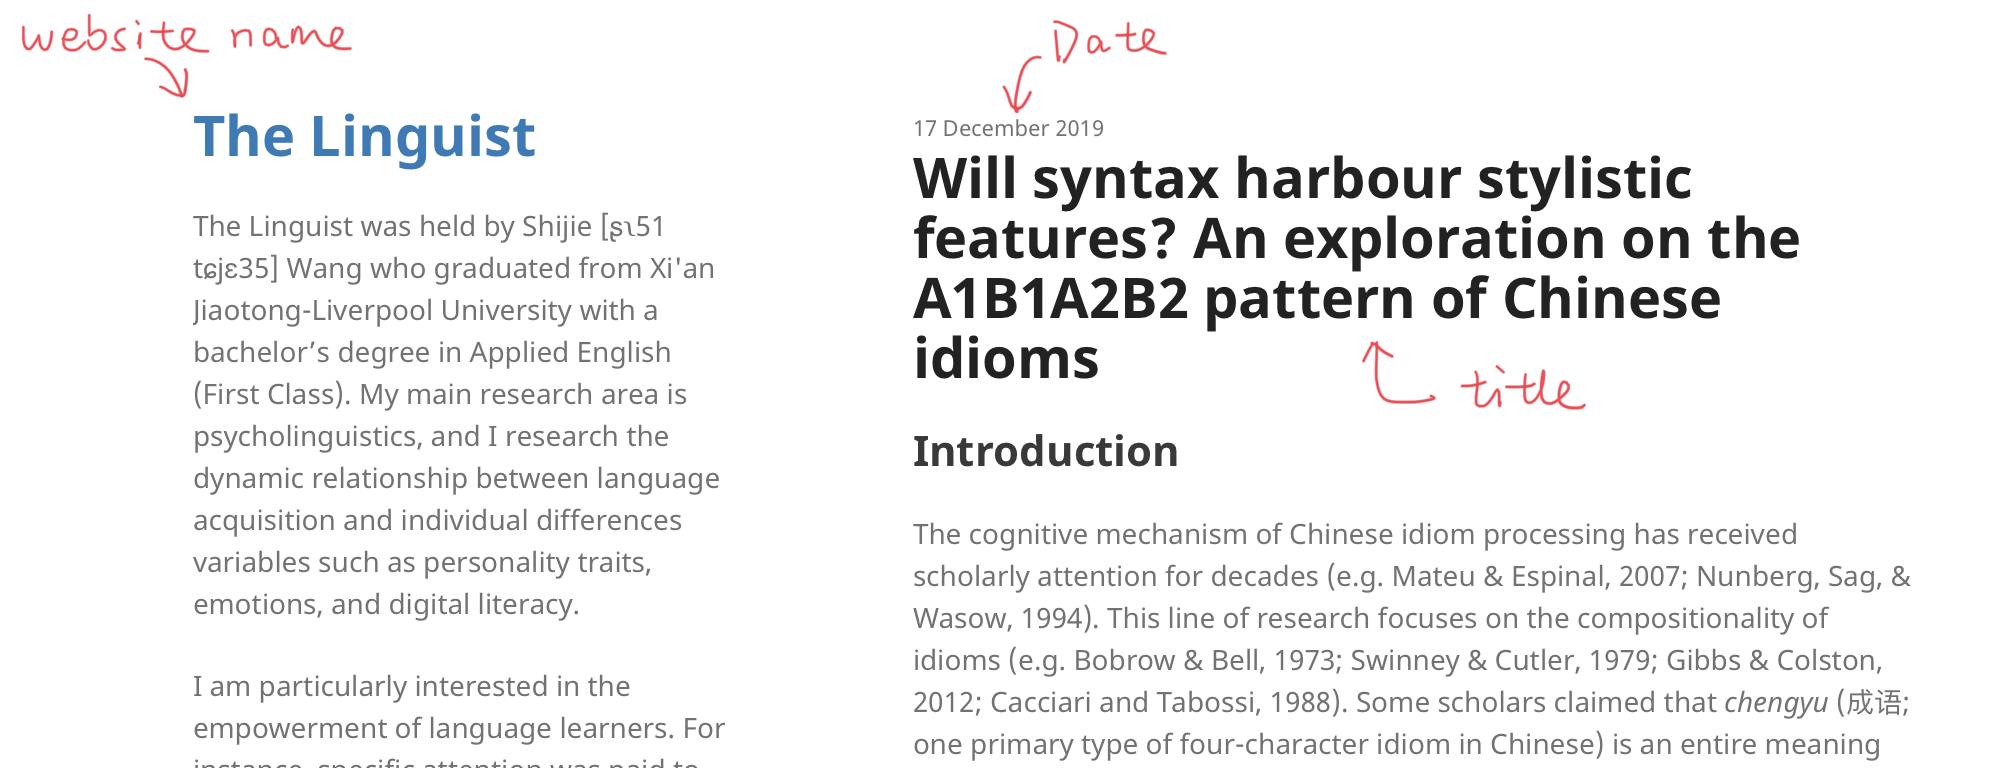 website name
The Linguist
The Linguist was held by Shijie [ʂɿ51
tɕjɛ35] Wang who graduated from Xi'an
Jiaotong-Liverpool University with a
bachelor’s degree in Applied English
(First Class). My main research area is
psycholinguistics, and I research the
dynamic relationship between language
acquisition and individual differences
variables such as personality traits,
emotions, and digital literacy.
I am particularly interested in the
empowerment of language learners. For
instance, specific attention was paid to
Date
17 December 2019
Will syntax harbour stylistic
features? An exploration on the
A1B1A2B2 pattern of Chinese
idioms
title
Introduction
The cognitive mechanism of Chinese idiom processing has received
scholarly attention for decades (e.g. Mateu & Espinal, 2007; Nunberg, Sag, &
Wasow, 1994). This line of research focuses on the compositionality of
idioms (e.g. Bobrow & Bell, 1973; Swinney & Cutler, 1979; Gibbs & Colston,
2012; Cacciari and Tabossi, 1988). Some scholars claimed that chengyu (成语;
one primary type of four-character idiom in Chinese) is an entire meaning